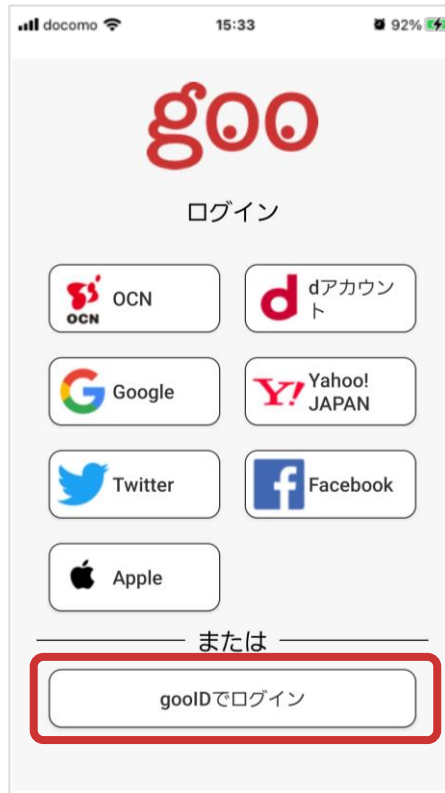 docomo 15:33 92%
goo
ログイン
OCN
OCN
dアカウン
ト
Google
Yahoo!
JAPAN
Twitter
Facebook
Apple
または
gooIDでログイン